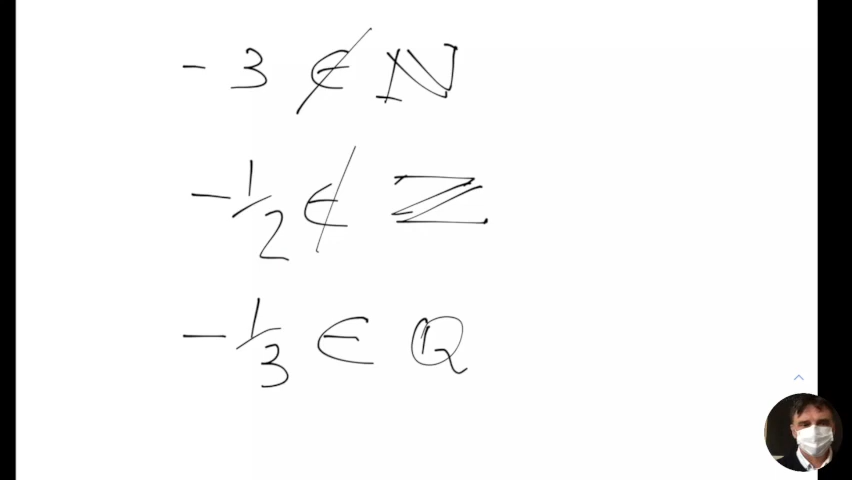 -3 ∉ ℕ
-1/2 ∉ ℤ
-1/3 ∈ ℚ